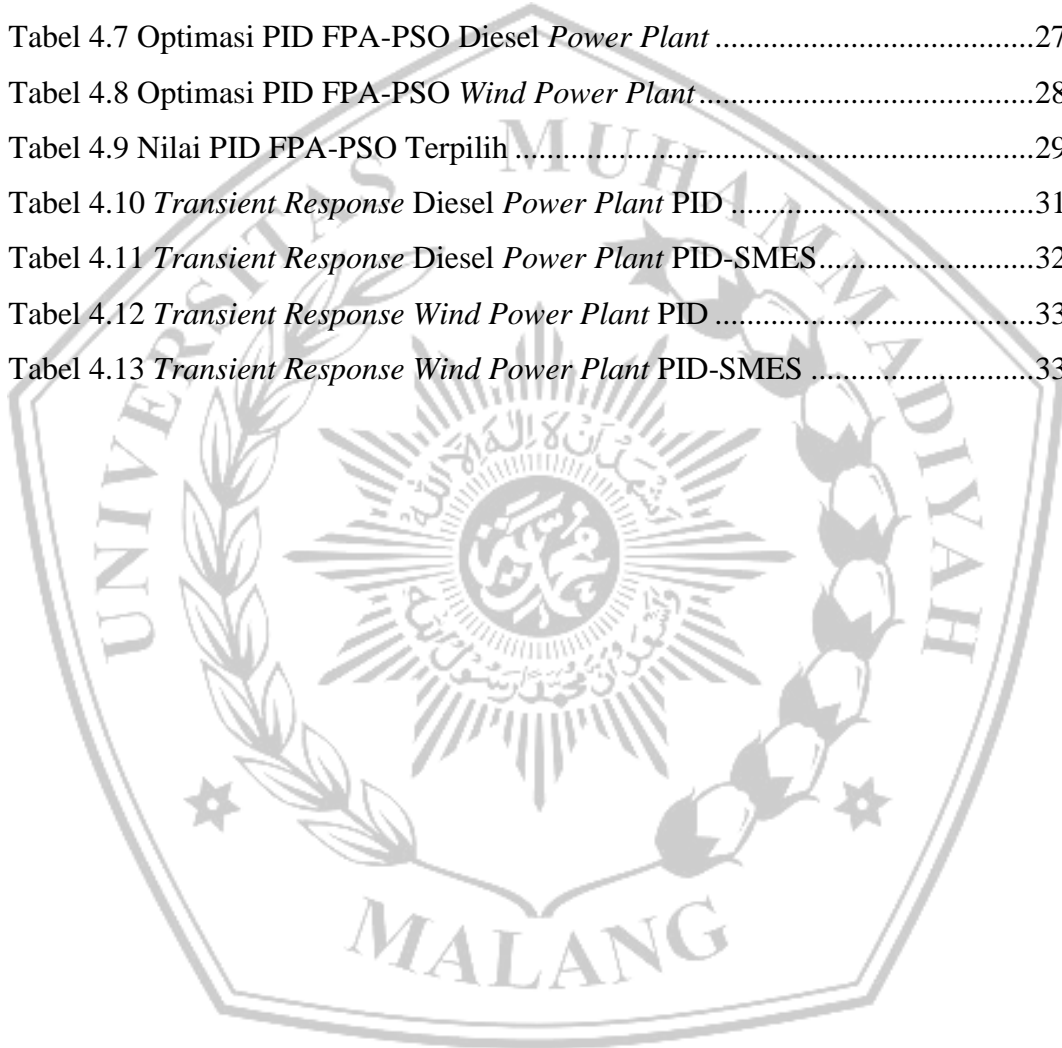 Tabel 4.7 Optimasi PID FPA-PSO Diesel Power Plant ..........................................27
Tabel 4.8 Optimasi PID FPA-PSO Wind Power Plant ............................................28
Tabel 4.9 Nilai PID FPA-PSO Terpilih ...................................................................29
Tabel 4.10 Transient Response Diesel Power Plant PID ........................................31
Tabel 4.11 Transient Response Diesel Power Plant PID-SMES............................32
Tabel 4.12 Transient Response Wind Power Plant PID ..........................................33
Tabel 4.13 Transient Response Wind Power Plant PID-SMES .............................33
UNIVERSITAS MUHAMMADIYAH
MALANG